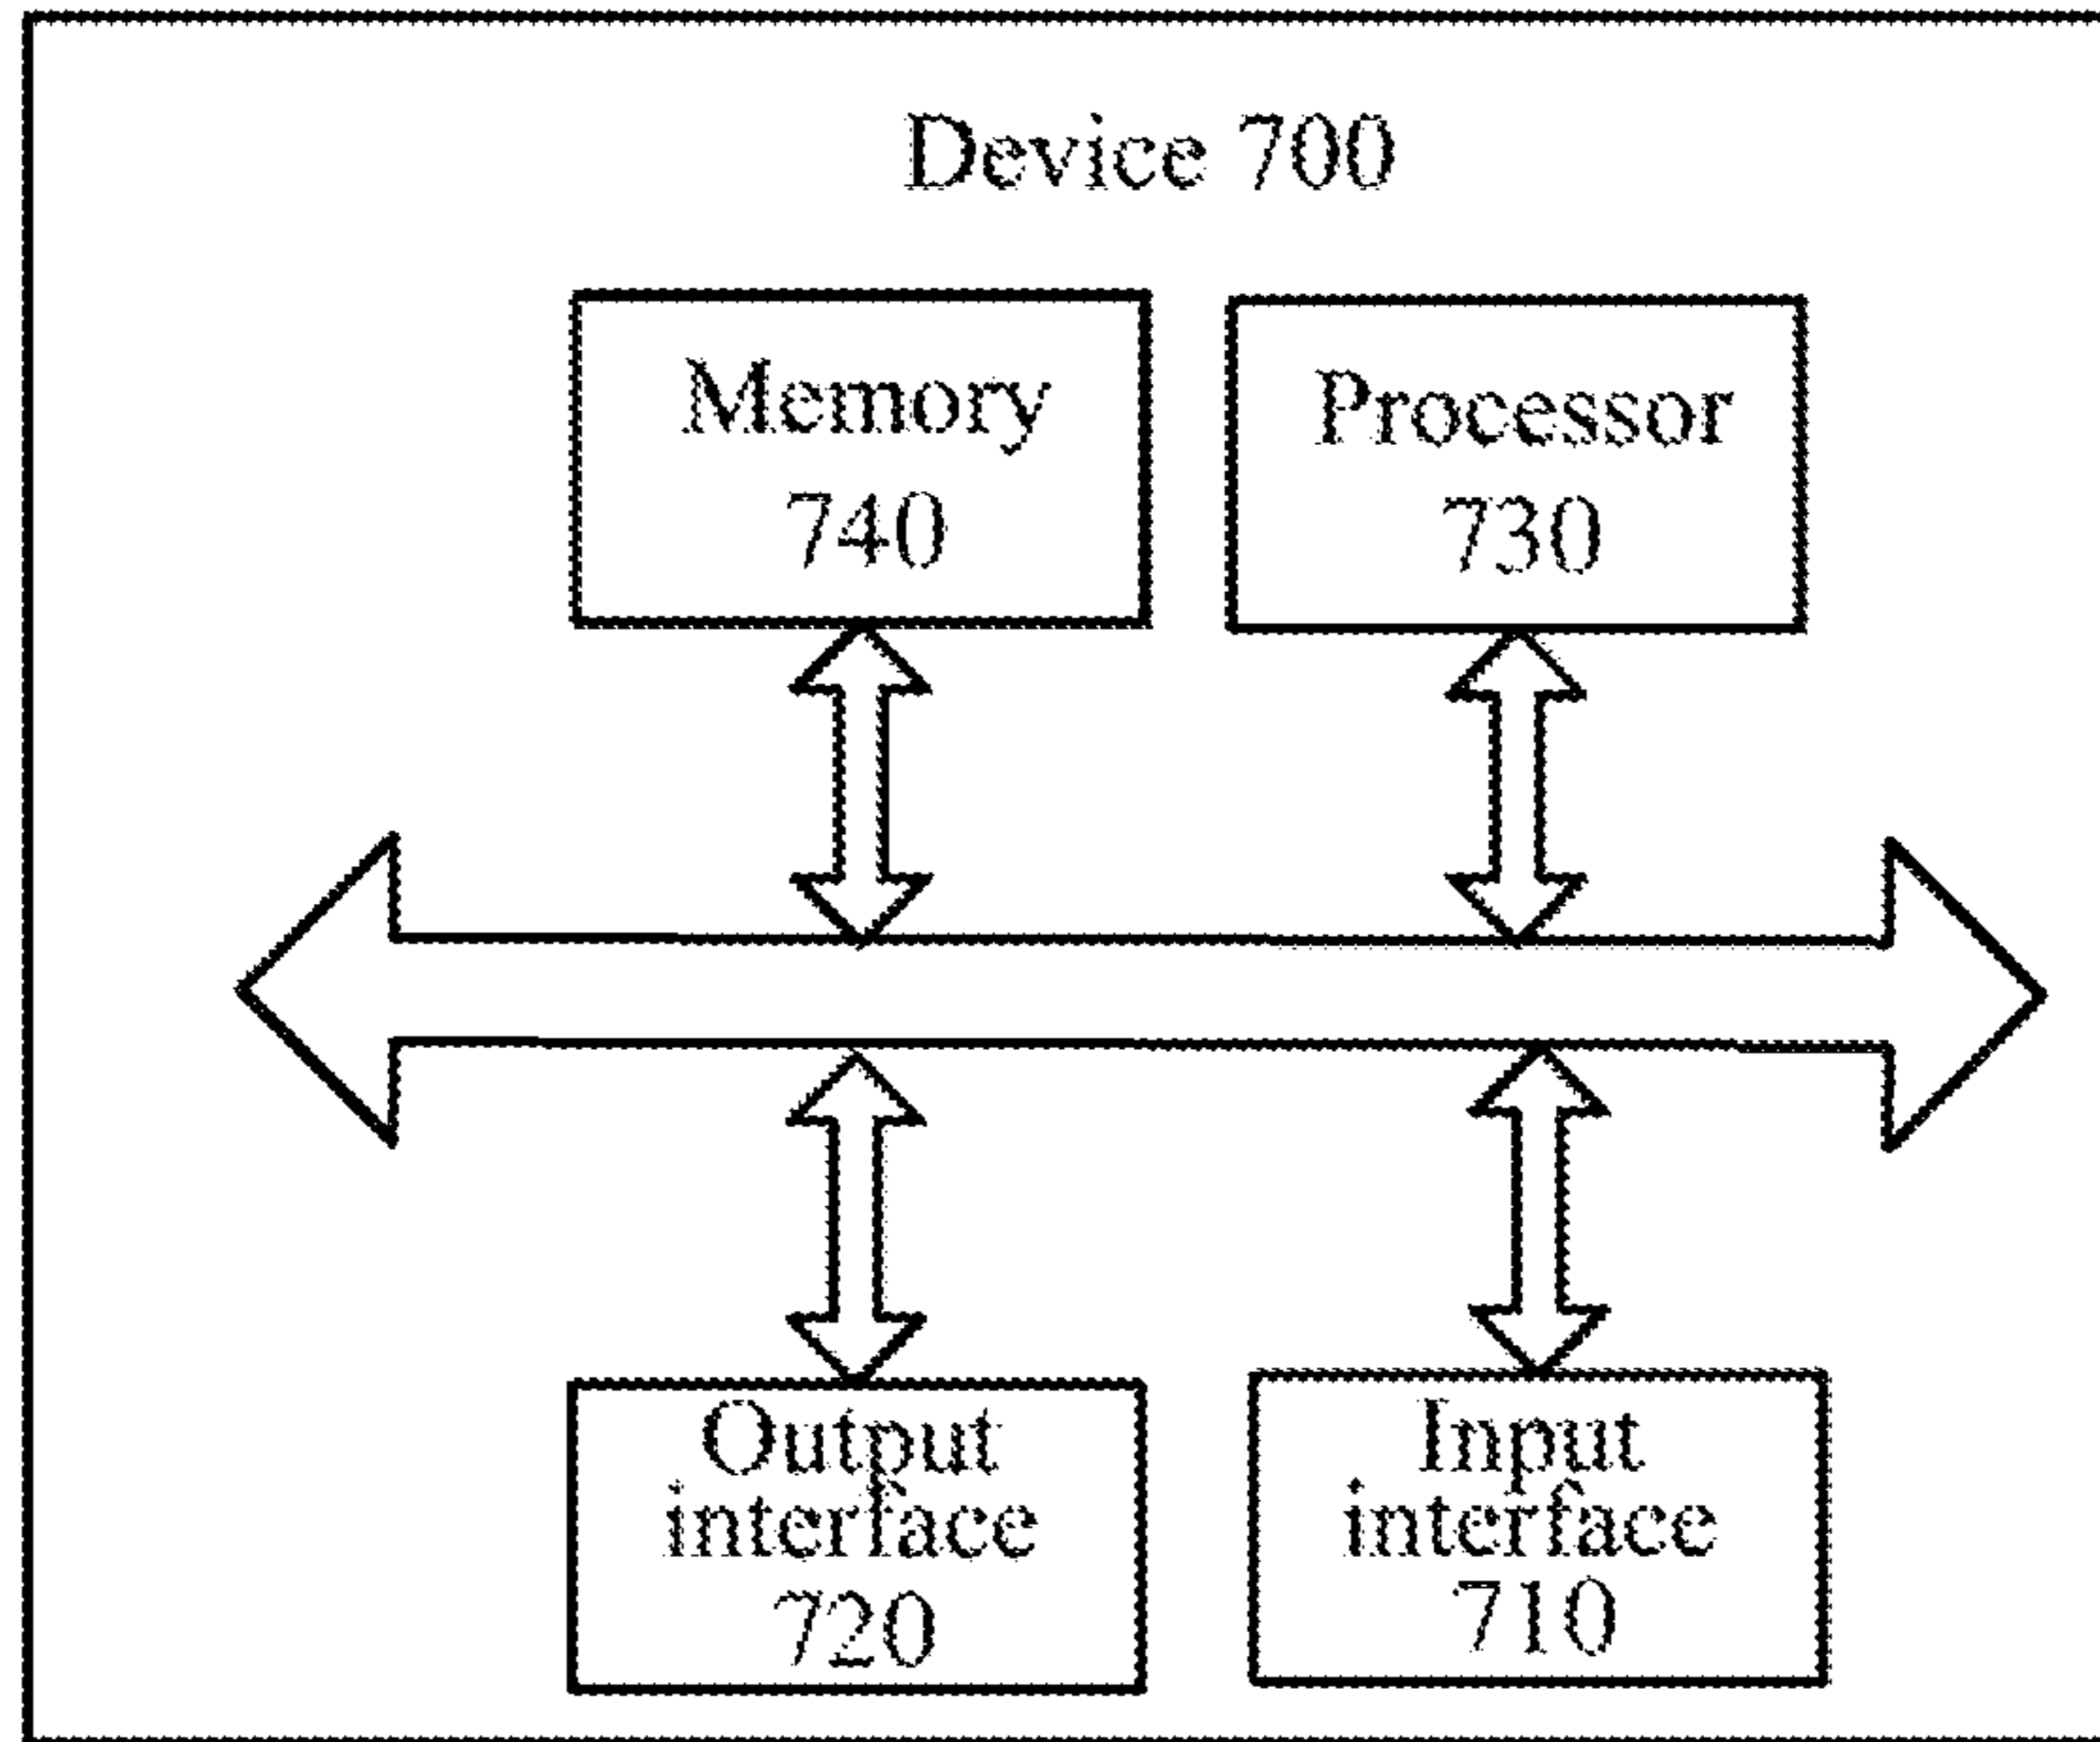 Device 700
Memory
740
Processor
730
Output
interface
720
Input
interface
710